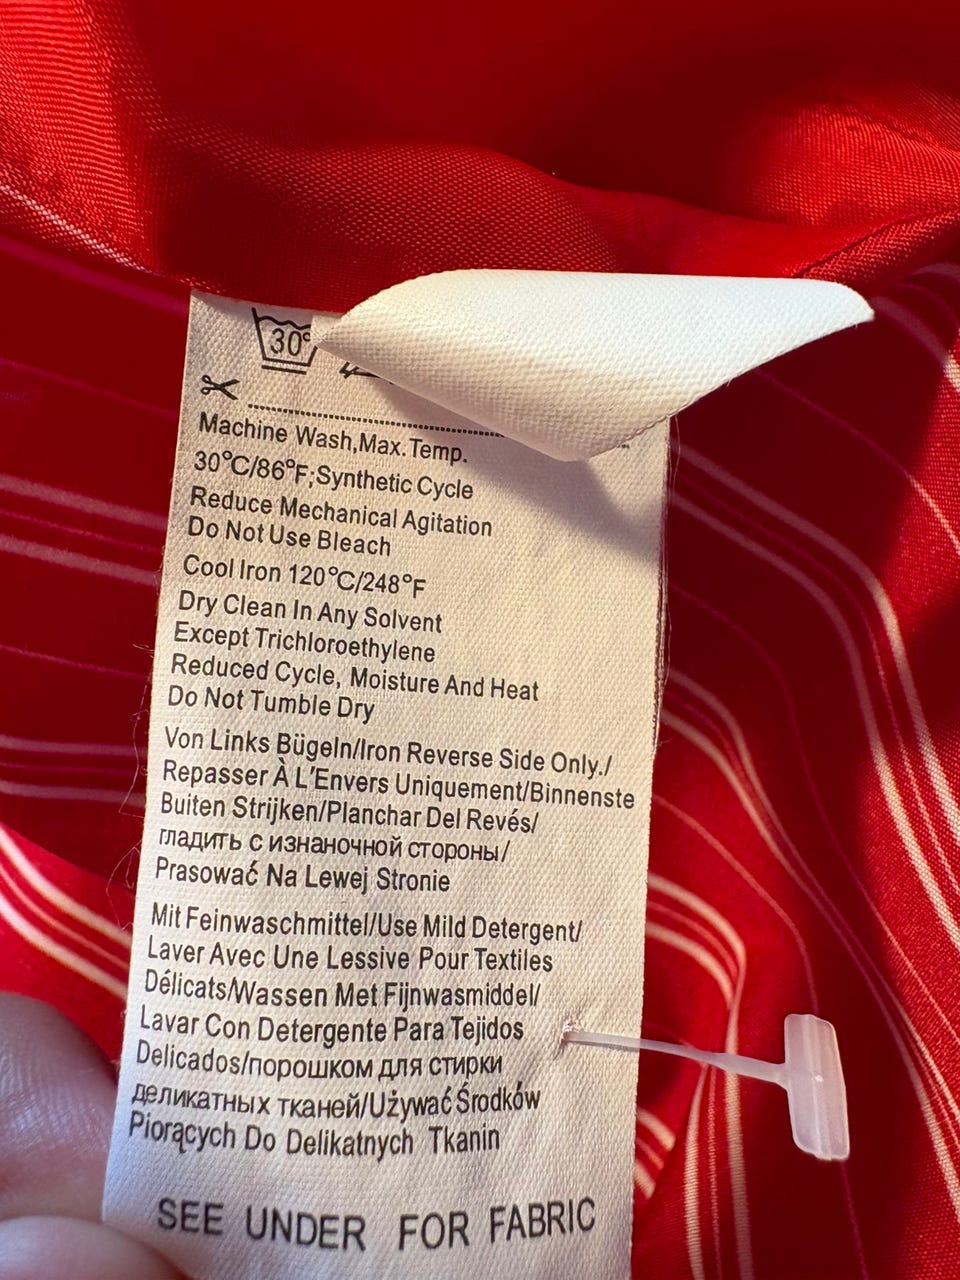 30°
Machine Wash,Max.Temp.
30°C/86°F;Synthetic Cycle
Reduce Mechanical Agitation
Do Not Use Bleach
Cool Iron 120°C/248°F
Dry Clean In Any Solvent
Except Trichloroethylene
Reduced Cycle, Moisture And Heat
Do Not Tumble Dry
Von Links Bügeln/Iron Reverse Side Only./
Repasser À L'Envers Uniquement/Binnenste
Buiten Strijken/Planchar Del Revés/
гладить с изнаночной стороны/
Prasować Na Lewej Stronie
Mit Feinwaschmittel/Use Mild Detergent/
Laver Avec Une Lessive Pour Textiles
Délicats/Wassen Met Fijnwasmiddel/
Lavar Con Detergente Para Tejidos
Delicados/порошком для стирки
деликатных тканей/Używać Środków
Piorących Do Delikatnych Tkanin
SEE UNDER FOR FABRIC